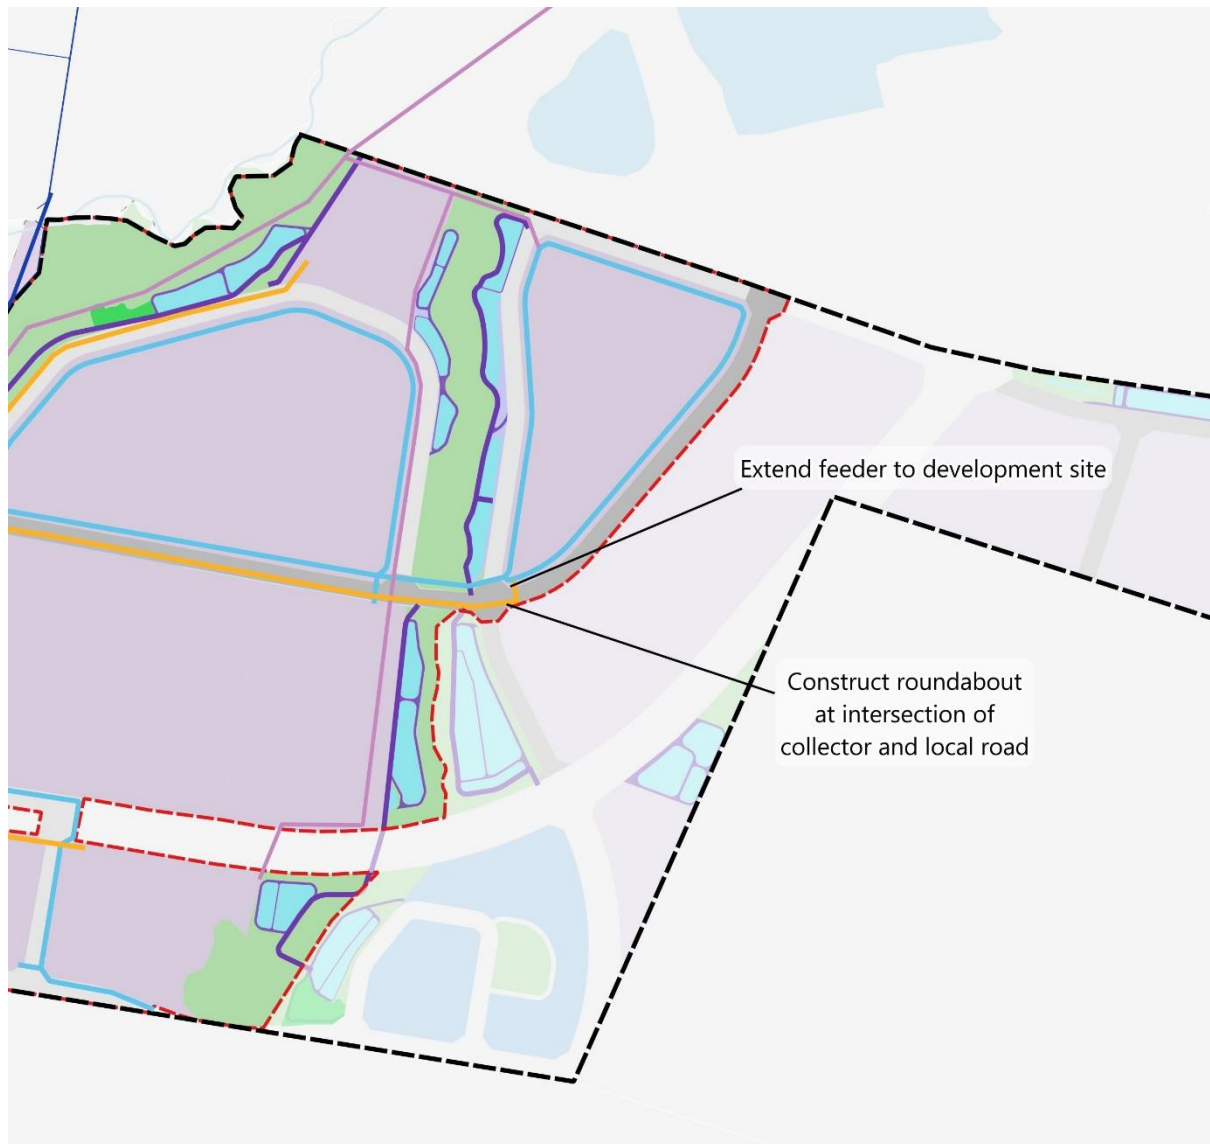 Extend feeder to development site
Construct roundabout
at intersection of
collector and local road